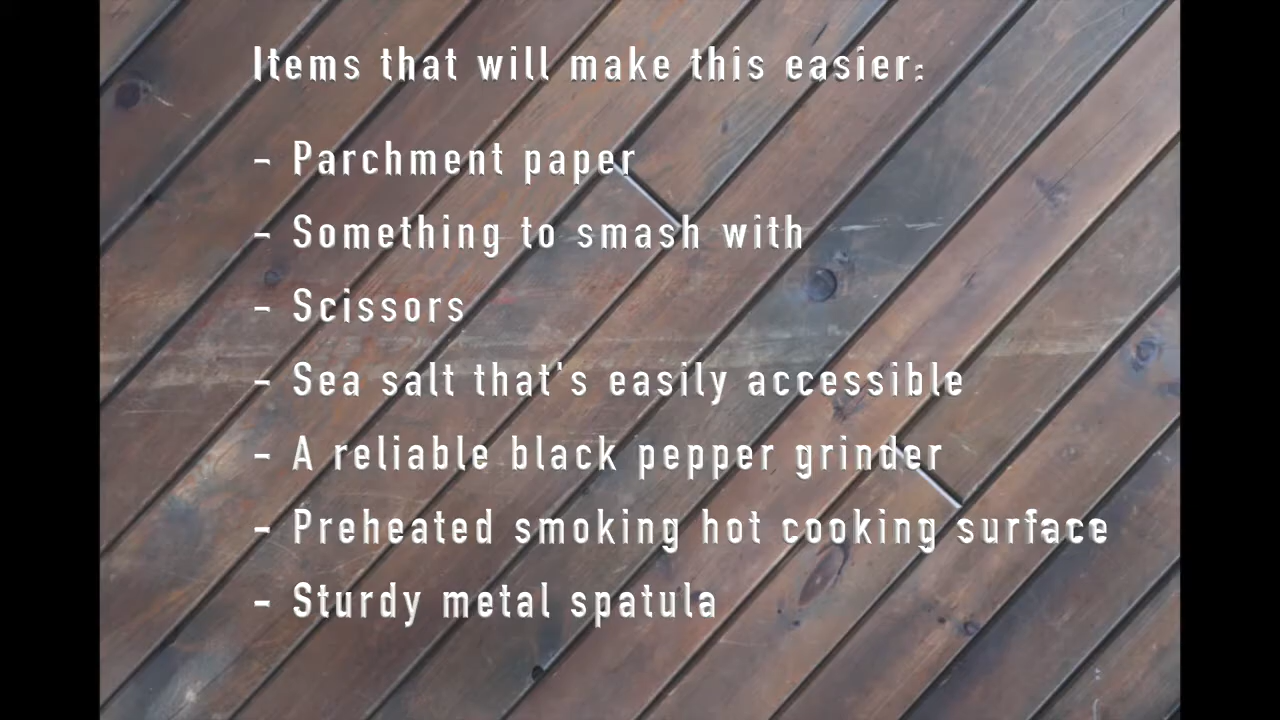 Items that will make this easier:
- Parchment paper
- Something to smash with
- Scissors
- Sea salt that's easily accessible
- A reliable black pepper grinder
- Preheated smoking hot cooking surface
- Sturdy metal spatula